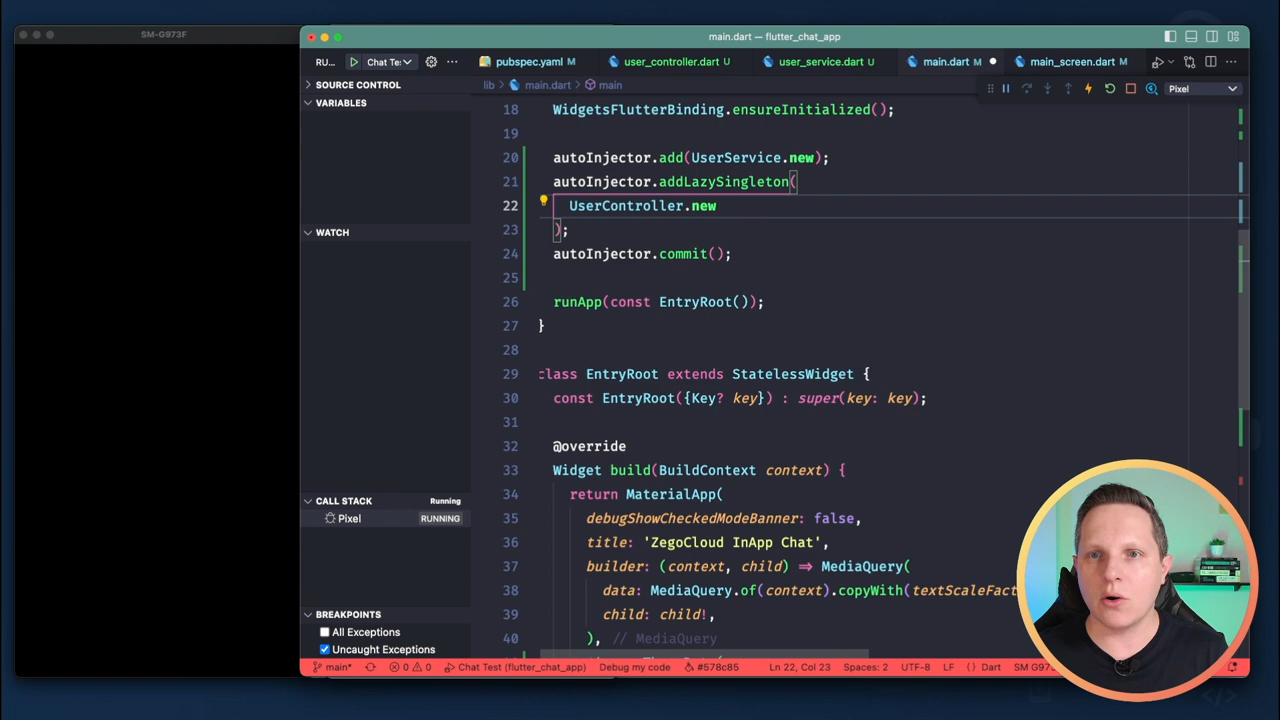 SM-G973F
main.dart — flutter_chat_app
RU...
Chat Te:
pubspec.yaml M
user_controller.dart U
user_service.dart U
main.dart M
main_screen.dart M
SOURCE CONTROL
lib > main.dart > main
Pixel
VARIABLES
18 WidgetsFlutterBinding.ensureInitialized();
19
20 autoInjector.add(UserService.new);
21 autoInjector.addLazySingleton(
22 UserController.new
23 );
WATCH
24 autoInjector.commit();
25
26 runApp(const EntryRoot());
27 }
28
29 class EntryRoot extends StatelessWidget {
30 const EntryRoot({Key? key}) : super(key: key);
31
32 @override
33 Widget build(BuildContext context) {
34 return MaterialApp(
CALL STACK Running
35 debugShowCheckedModeBanner: false,
Pixel RUNNING
36 title: 'ZegoCloud InApp Chat',
37 builder: (context, child) => MediaQuery(
38 data: MediaQuery.of(context).copyWith(textScaleFact
39 child: child!,
BREAKPOINTS
40 ), // MediaQuery
All Exceptions
Uncaught Exceptions
main* 0 0 Chat Test (flutter_chat_app) Debug my code #578c85 Ln 22, Col 23 Spaces: 2 UTF-8 LF {} Dart SM G973